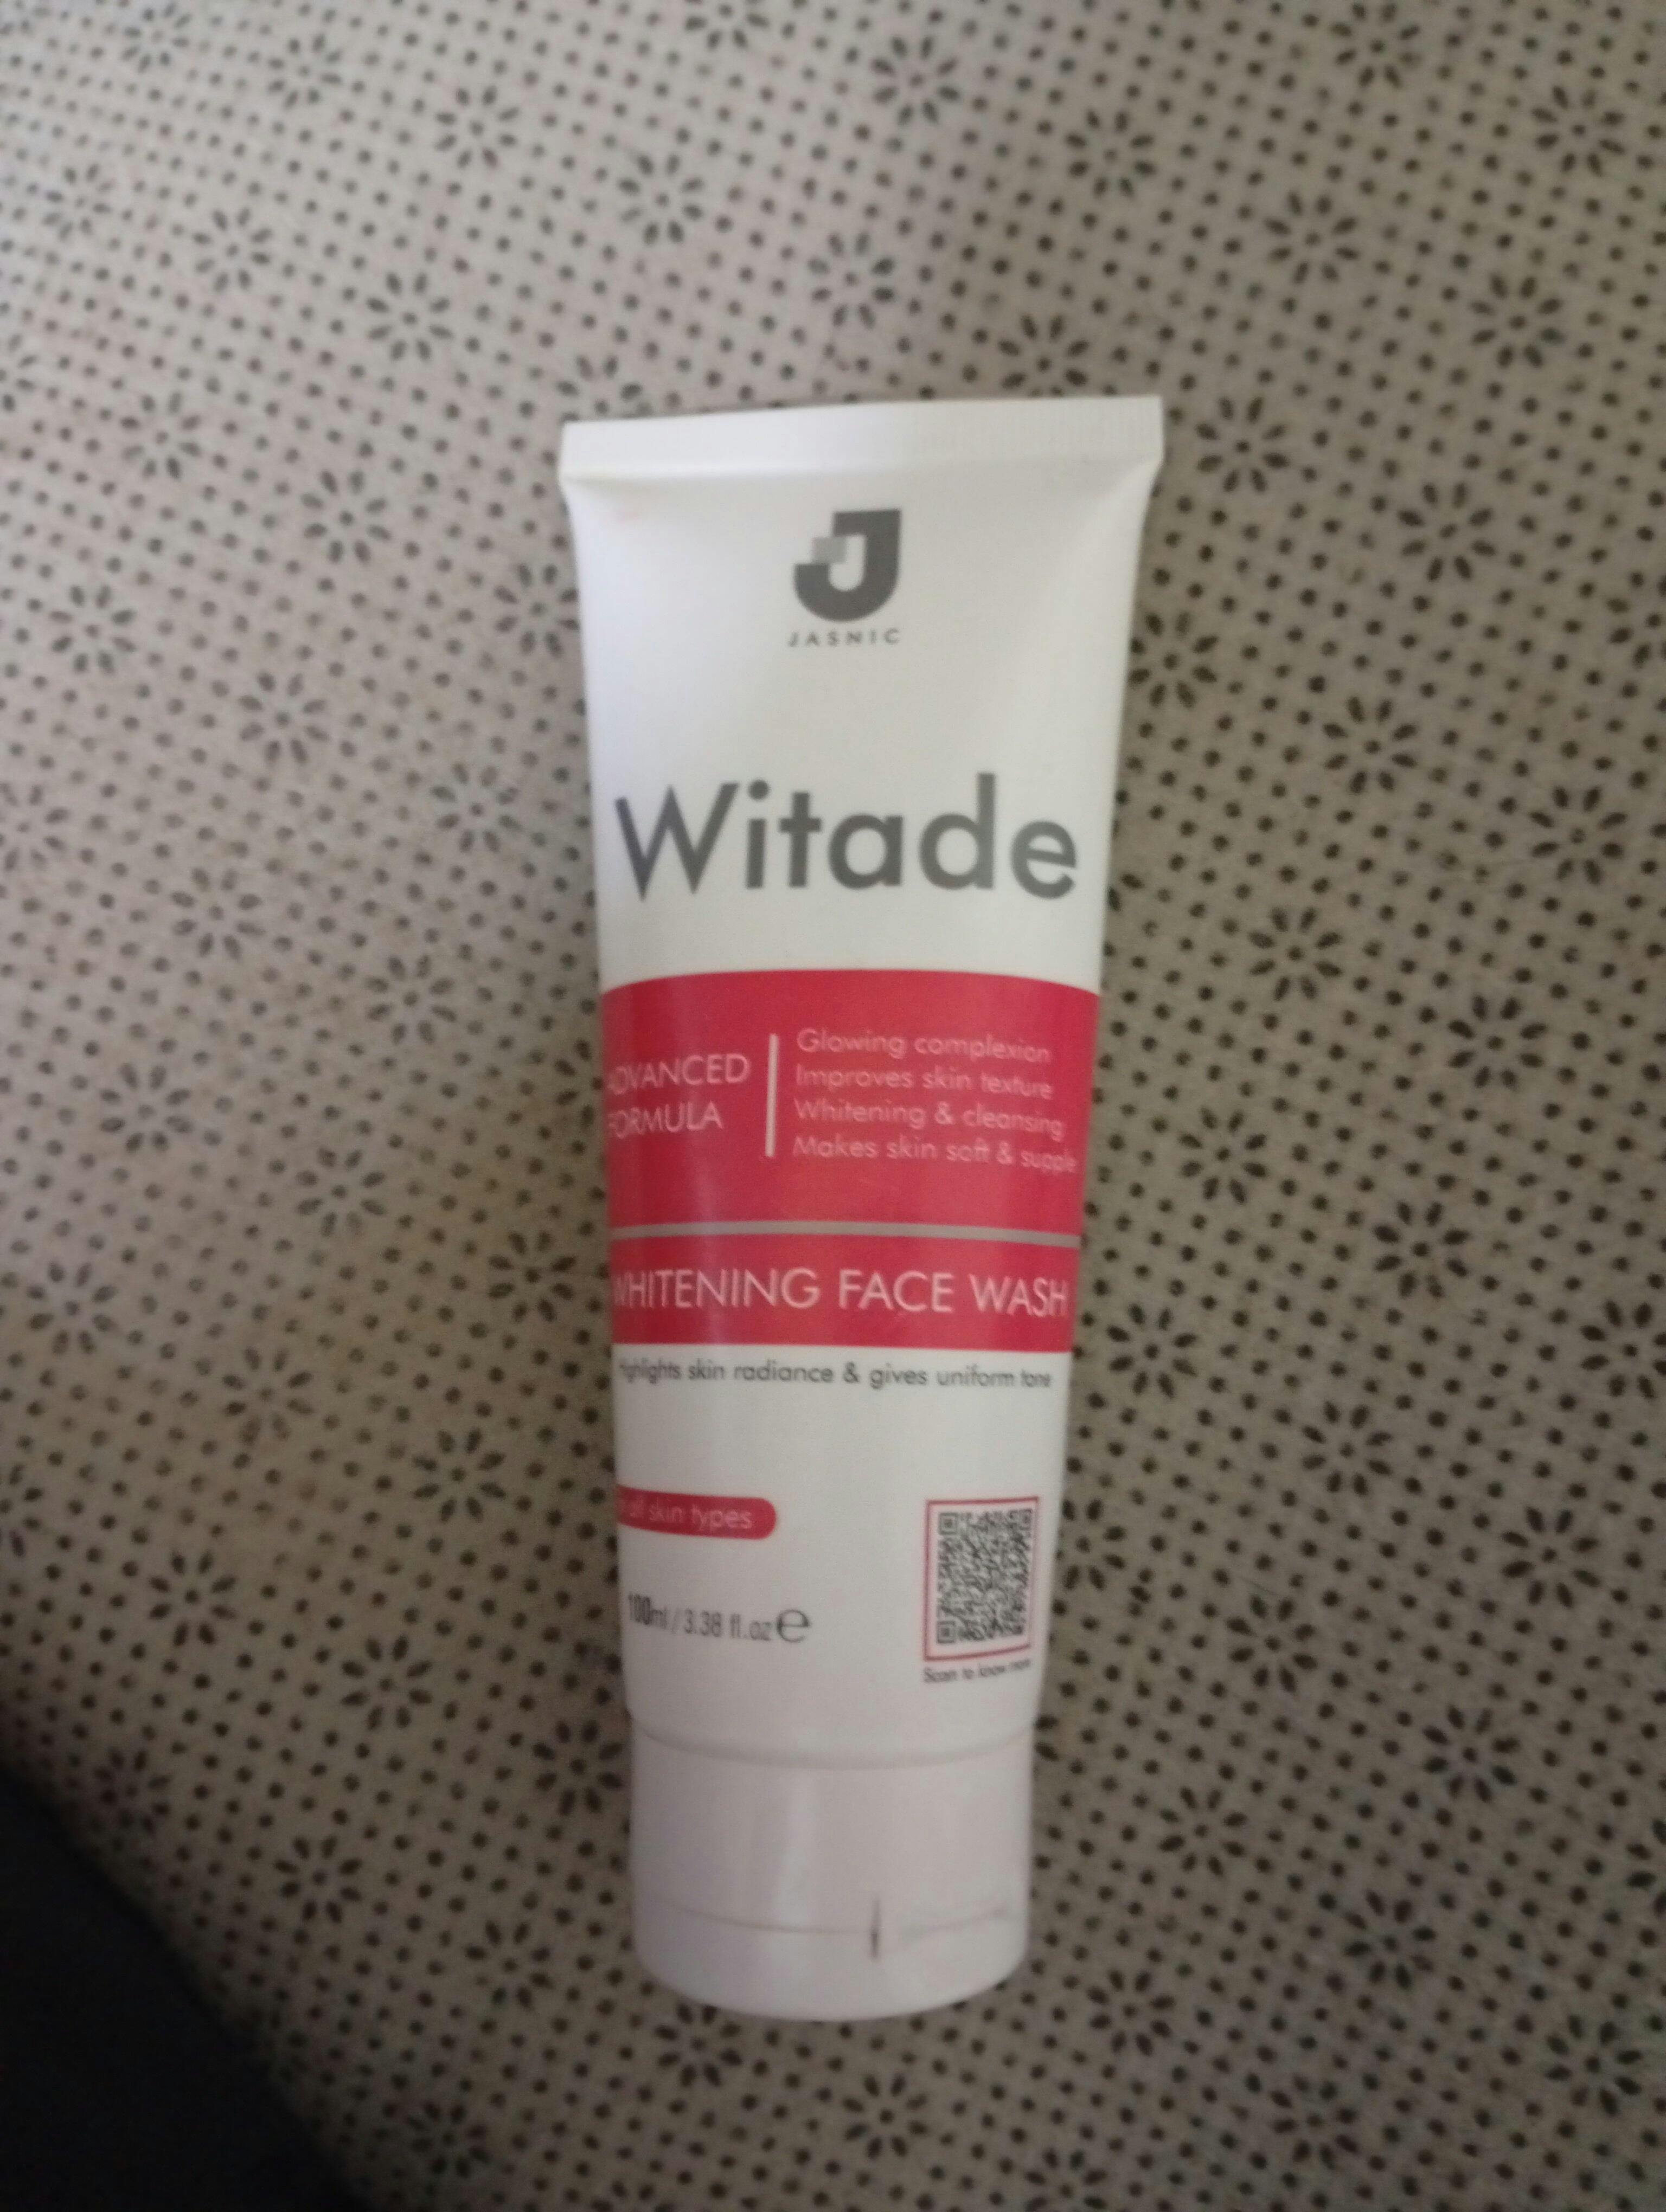 J
JASNIC
Witade
ADVANCED
FORMULA
Glowing complexion
Improves skin texture
Whitening & cleansing
Makes skin soft & supple
WHITENING FACE WASH
Highlights skin radiance & gives uniform tone
all skin types
100ml / 3.38 fl.oz e
Scan to know more